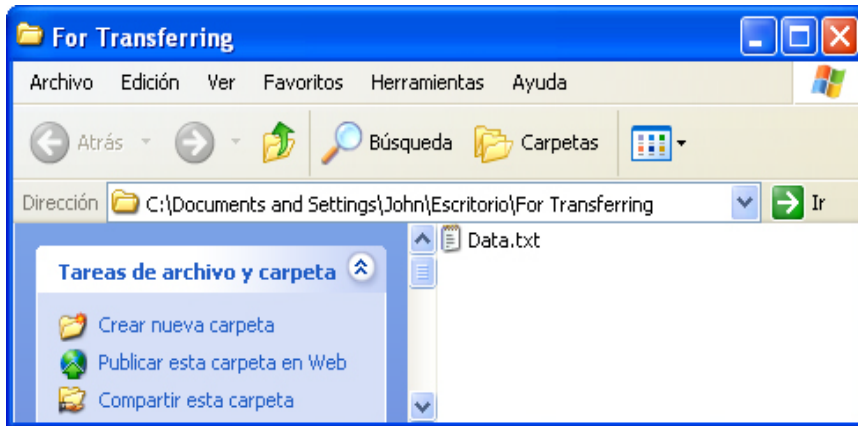 For Transferring
Archivo Edición Ver Favoritos Herramientas Ayuda
Atrás Búsqueda Carpetas
Dirección C:\Documents and Settings\John\Escritorio\For Transferring Ir
Data.txt
Tareas de archivo y carpeta
Crear nueva carpeta
Publicar esta carpeta en Web
Compartir esta carpeta